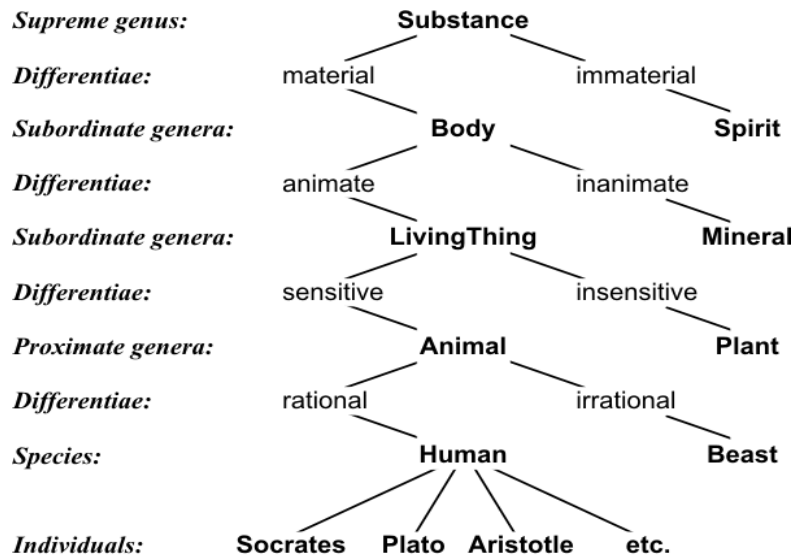 Supreme genus: Substance
Differentiae: material immaterial
Subordinate genera: Body Spirit
Differentiae: animate inanimate
Subordinate genera: LivingThing Mineral
Differentiae: sensitive insensitive
Proximate genera: Animal Plant
Differentiae: rational irrational
Species: Human Beast
Individuals: Socrates Plato Aristotle etc.